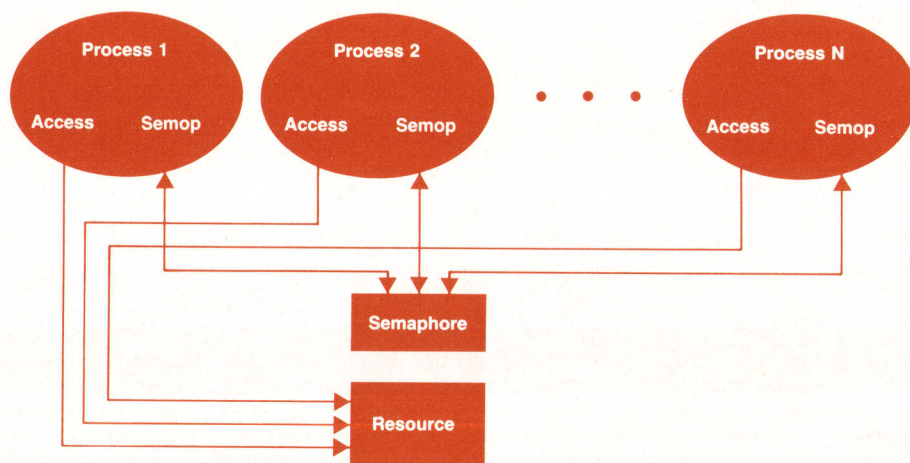 Process 1
Access Semop
Process 2
Access Semop
Process N
Access Semop
Semaphore
Resource